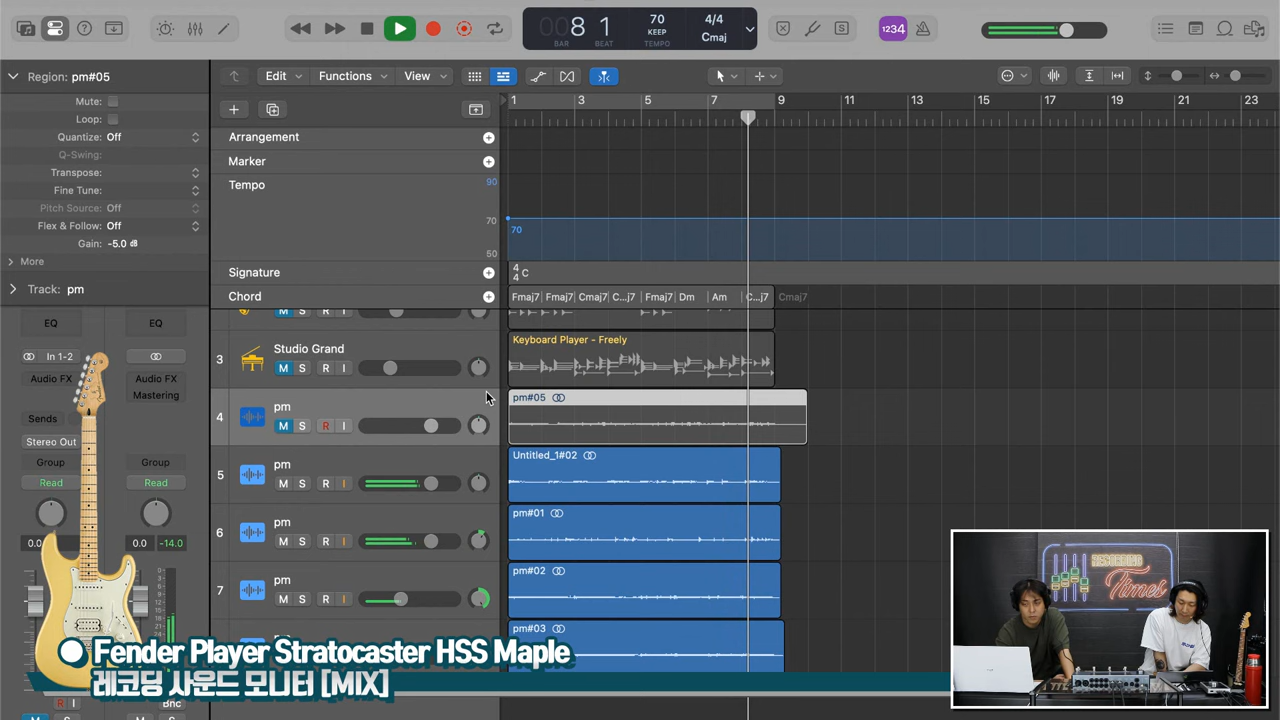 8 1
BAR BEAT
70
KEEP
TEMPO
4/4
Cmaj
1234
Region: pm#05
Mute:
Loop:
Quantize: Off
Q-Swing:
Transpose:
Fine Tune:
Pitch Source: Off
Flex & Follow: Off
Gain: -5.0 dB
More
Track: pm
Edit Functions View
1 3 5 7 9 11 13 15 17 19 21 23
Arrangement
Marker
Tempo
90
70
50
70
Signature
4/4 C
Chord
Fmaj7 Fmaj7 Cmaj7 C...j7 Fmaj7 Dm Am C...j7 Cmaj7
M S R I
3
Studio Grand
M S R I
Keyboard Player - Freely
4
pm
M S R I
pm#05
5
pm
M S R I
Untitled_1#02
6
pm
M S R I
pm#01
7
pm
M S R I
pm#02
pm#03
EQ EQ
In 1-2
Audio FX Audio FX
Mastering
Sends
Stereo Out
Group Group
Read Read
0.0 0.0 -14.0
R I
Bnc
M S M
RECORDING
Times
Fender Player Stratocaster HSS Maple
레코딩 사운드 모니터 [MIX]